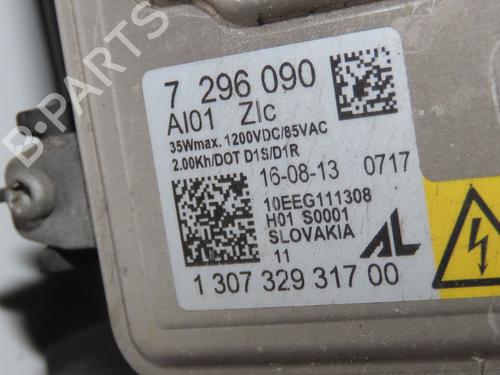 7 296 090
AI01 ZIc
35Wmax. 1200VDC/85VAC
2.00Kh/DOT D1S/D1R
16-08-13 0717
10EEG111308
H01 S0001
SLOVAKIA
11
AL
1 307 329 317 00
B-PARTS